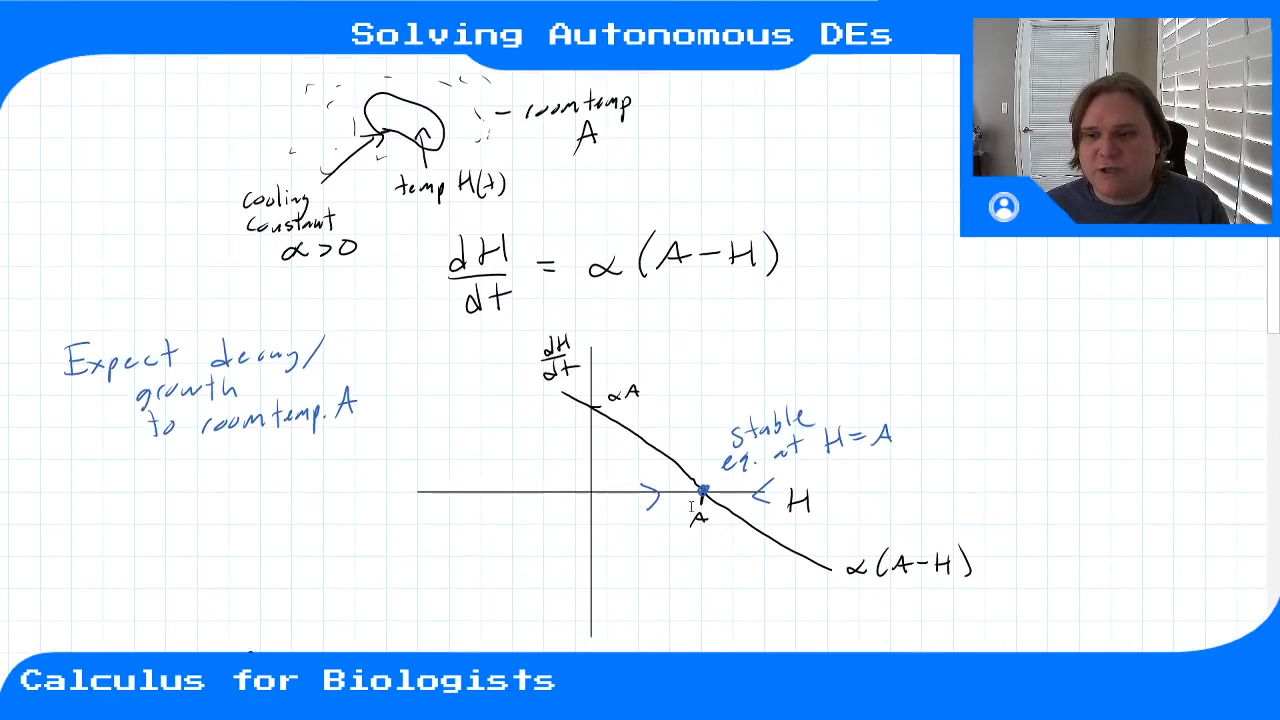 Solving Autonomous DEs
room temp
A
cooling
constant
α > 0
temp H(t)
dH/dt = α(A-H)
Expect decay/
growth
to room temp. A
dH/dt
αA
stable
eq. at H=A
A
H
α(A-H)
Calculus for Biologists